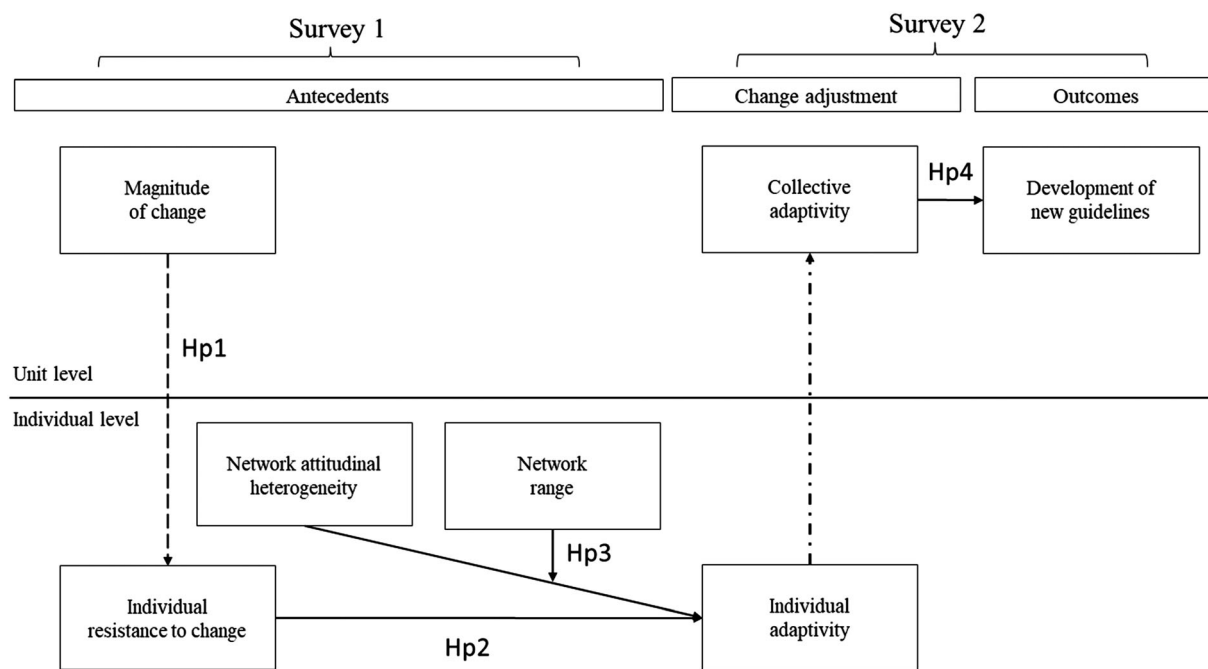 Survey 1
Survey 2
Antecedents
Change adjustment
Outcomes
Magnitude
of change
Collective
adaptivity
Hp4
Development of
new guidelines
Hp1
Unit level
Individual level
Network attitudinal
heterogeneity
Network
range
Hp3
Individual
resistance to change
Hp2
Individual
adaptivity